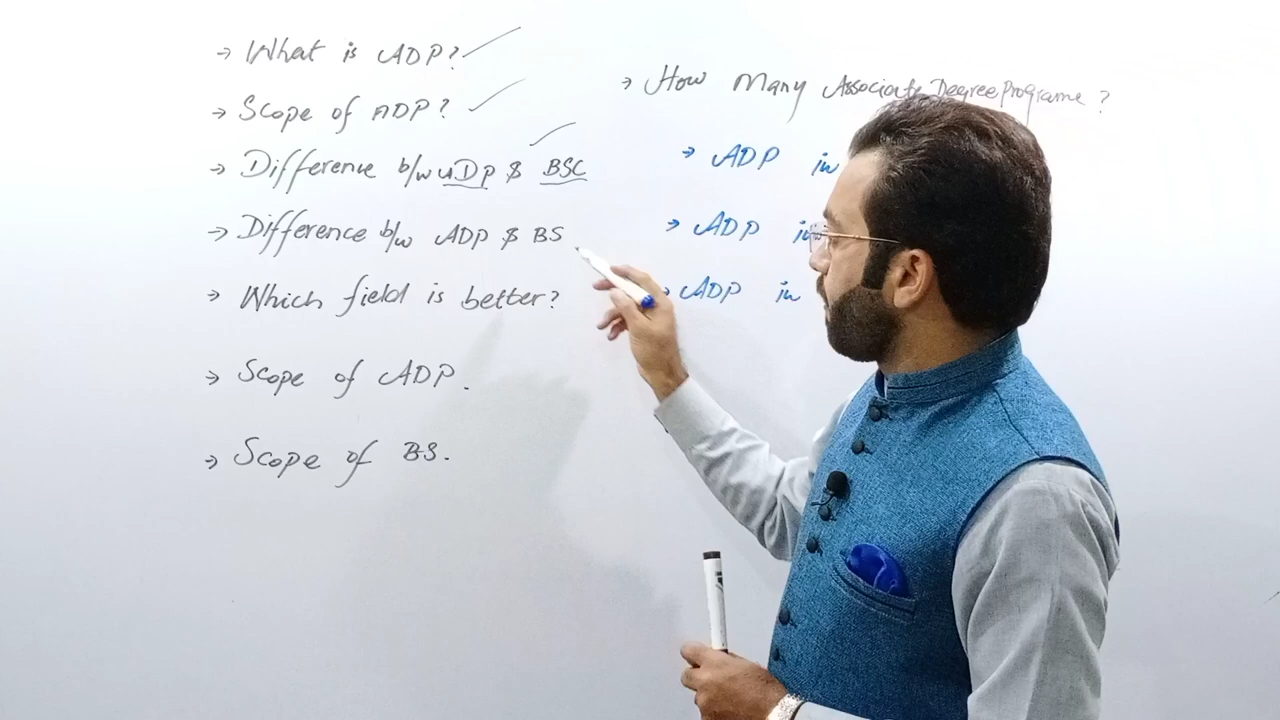 → What is ADP? ✓
→ Scope of ADP? ✓
→ Difference b/w ADP & BSC ✓
→ Difference b/w ADP & BS
→ Which field is better?
→ Scope of ADP.
→ Scope of BS.
→ How Many Associate Degree Programe ?
→ ADP in
→ ADP in
→ ADP in